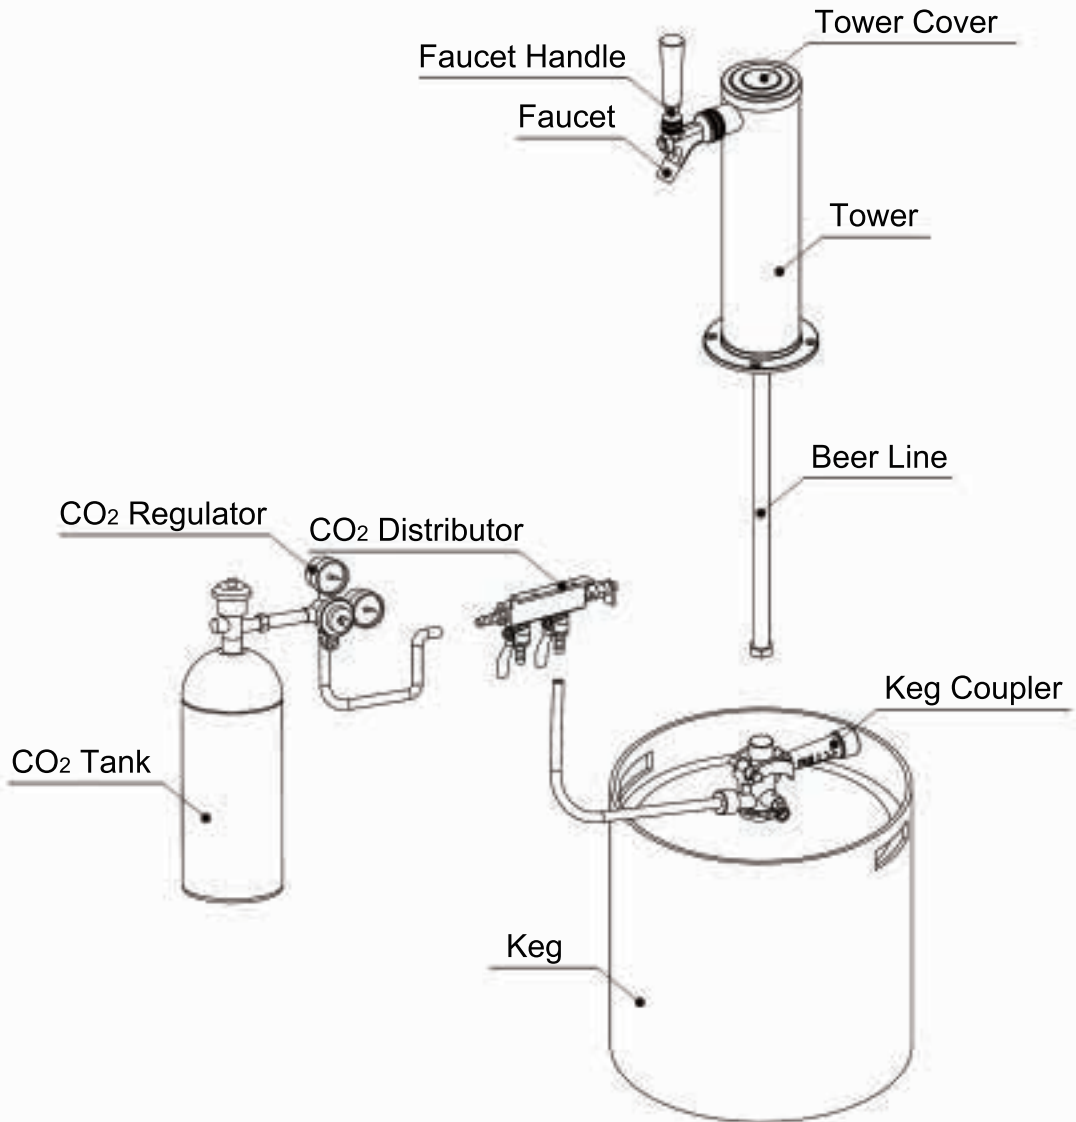 Tower Cover
Faucet Handle
Faucet
Tower
Beer Line
CO2 Regulator
CO2 Distributor
Keg Coupler
CO2 Tank
Keg